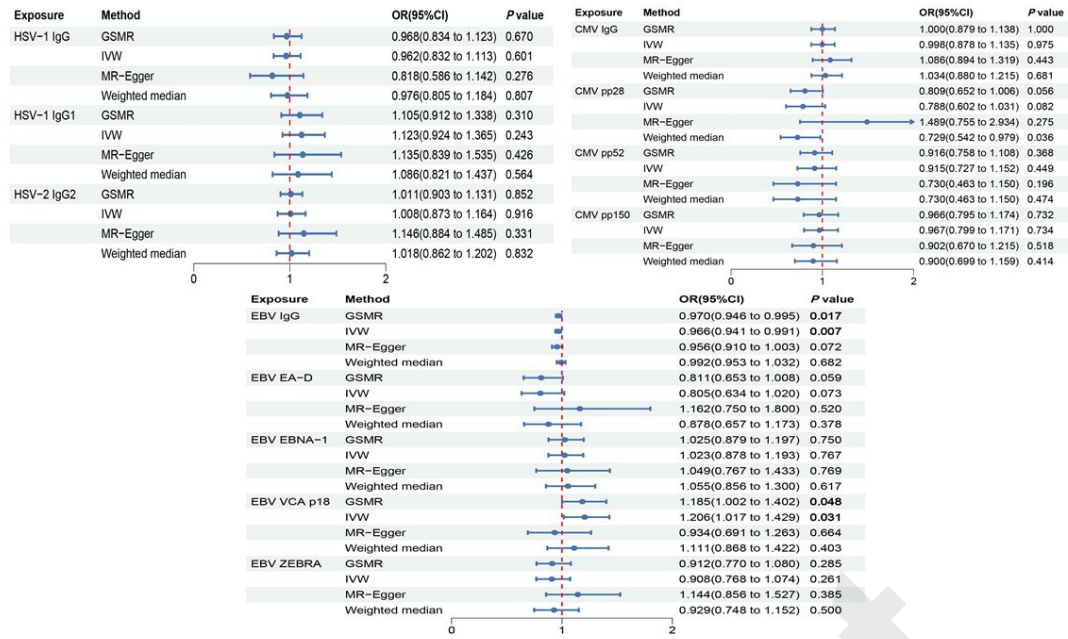 Exposure Method OR(95%CI) P value
HSV-1 IgG GSMR 0.968(0.834 to 1.123) 0.670
IVW 0.962(0.832 to 1.113) 0.601
MR-Egger 0.818(0.586 to 1.142) 0.276
Weighted median 0.976(0.805 to 1.184) 0.807
HSV-1 IgG1 GSMR 1.105(0.912 to 1.338) 0.310
IVW 1.123(0.924 to 1.365) 0.243
MR-Egger 1.135(0.839 to 1.535) 0.426
Weighted median 1.086(0.821 to 1.437) 0.564
HSV-2 IgG2 GSMR 1.011(0.903 to 1.131) 0.852
IVW 1.008(0.873 to 1.164) 0.916
MR-Egger 1.146(0.884 to 1.485) 0.331
Weighted median 1.018(0.862 to 1.202) 0.832
0 1 2
Exposure Method OR(95%CI) P value
CMV IgG GSMR 1.000(0.879 to 1.138) 1.000
IVW 0.998(0.878 to 1.135) 0.975
MR-Egger 1.086(0.894 to 1.319) 0.443
Weighted median 1.034(0.880 to 1.215) 0.681
CMV pp28 GSMR 0.809(0.652 to 1.006) 0.056
IVW 0.788(0.602 to 1.031) 0.082
MR-Egger 1.489(0.755 to 2.934) 0.275
Weighted median 0.729(0.542 to 0.979) 0.036
CMV pp52 GSMR 0.916(0.758 to 1.108) 0.368
IVW 0.915(0.727 to 1.152) 0.449
MR-Egger 0.730(0.463 to 1.150) 0.196
Weighted median 0.730(0.463 to 1.150) 0.474
CMV pp150 GSMR 0.966(0.795 to 1.174) 0.732
IVW 0.967(0.799 to 1.171) 0.734
MR-Egger 0.902(0.670 to 1.215) 0.518
Weighted median 0.900(0.699 to 1.159) 0.414
0 1 2
Exposure Method OR(95%CI) P value
EBV IgG GSMR 0.970(0.946 to 0.995) 0.017
IVW 0.966(0.941 to 0.991) 0.007
MR-Egger 0.956(0.910 to 1.003) 0.072
Weighted median 0.992(0.953 to 1.032) 0.682
EBV EA-D GSMR 0.811(0.653 to 1.008) 0.059
IVW 0.805(0.634 to 1.020) 0.073
MR-Egger 1.162(0.750 to 1.800) 0.520
Weighted median 0.878(0.657 to 1.173) 0.378
EBV EBNA-1 GSMR 1.025(0.879 to 1.197) 0.750
IVW 1.023(0.878 to 1.193) 0.767
MR-Egger 1.049(0.767 to 1.433) 0.769
Weighted median 1.055(0.856 to 1.300) 0.617
EBV VCA p18 GSMR 1.185(1.002 to 1.402) 0.048
IVW 1.206(1.017 to 1.429) 0.031
MR-Egger 0.934(0.691 to 1.263) 0.664
Weighted median 1.111(0.868 to 1.422) 0.403
EBV ZEBRA GSMR 0.912(0.770 to 1.080) 0.285
IVW 0.908(0.768 to 1.074) 0.261
MR-Egger 1.144(0.856 to 1.527) 0.385
Weighted median 0.929(0.748 to 1.152) 0.500
0 1 2